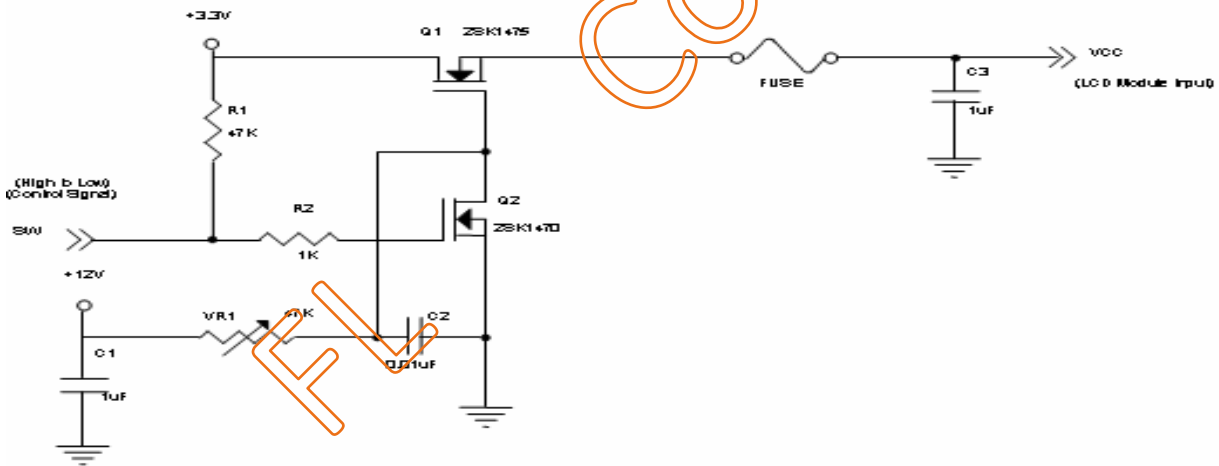 +3.3V
Q1 2SK1475
FUSE
C3
1uF
VCC
(LCD Module Input)
R1
47K
(High to Low)
(Control Signal)
SW
R2
1K
Q2
2SK1470
+12V
VR1
C2
0.01uF
C1
1uF